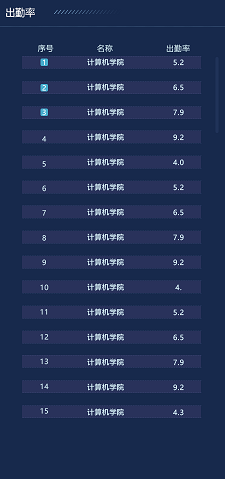 出勤率
序号 名称 出勤率
1 计算机学院 5.2
2 计算机学院 6.5
3 计算机学院 7.9
4 计算机学院 9.2
5 计算机学院 4.0
6 计算机学院 5.2
7 计算机学院 6.5
8 计算机学院 7.9
9 计算机学院 9.2
10 计算机学院 4.
11 计算机学院 5.2
12 计算机学院 6.5
13 计算机学院 7.9
14 计算机学院 9.2
15 计算机学院 4.3